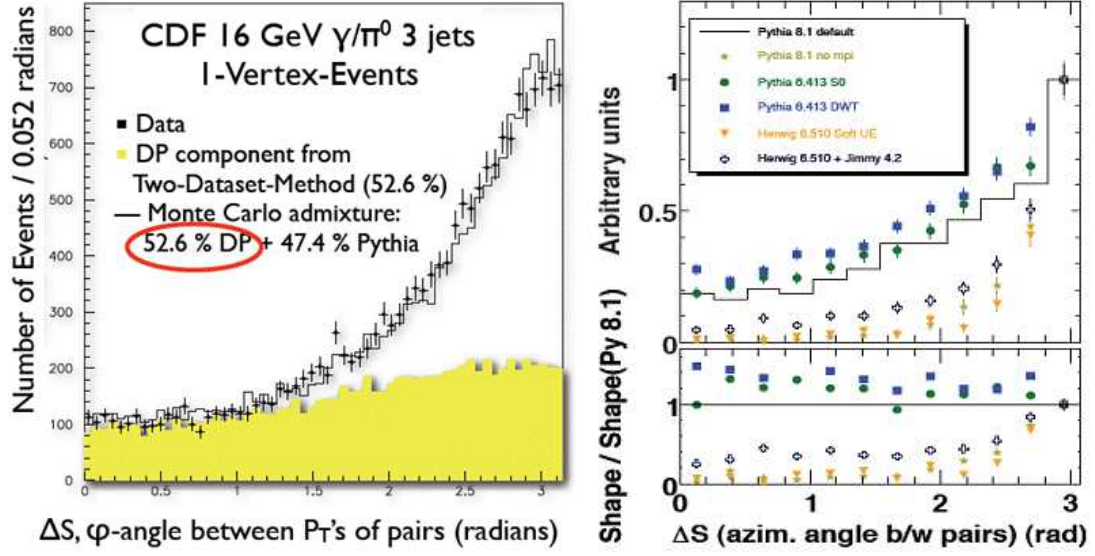 CDF 16 GeV γ/π⁰ 3 jets
1-Vertex-Events
■ Data
■ DP component from
Two-Dataset-Method (52.6 %)
— Monte Carlo admixture:
52.6 % DP + 47.4 % Pythia
Number of Events / 0.052 radians
800
700
600
500
400
300
200
100
0
0 0.5 1 1.5 2 2.5 3
ΔS, φ-angle between PT's of pairs (radians)
Pythia 8.1 default
Pythia 8.1 no mpi
Pythia 6.413 S0
Pythia 6.413 DWT
Herwig 6.510 Soft UE
Herwig 6.510 + Jimmy 4.2
Arbitrary units
1
0.5
0
Shape / Shape(Py 8.1)
1
0
0 1 2 3
ΔS (azim. angle b/w pairs) (rad)